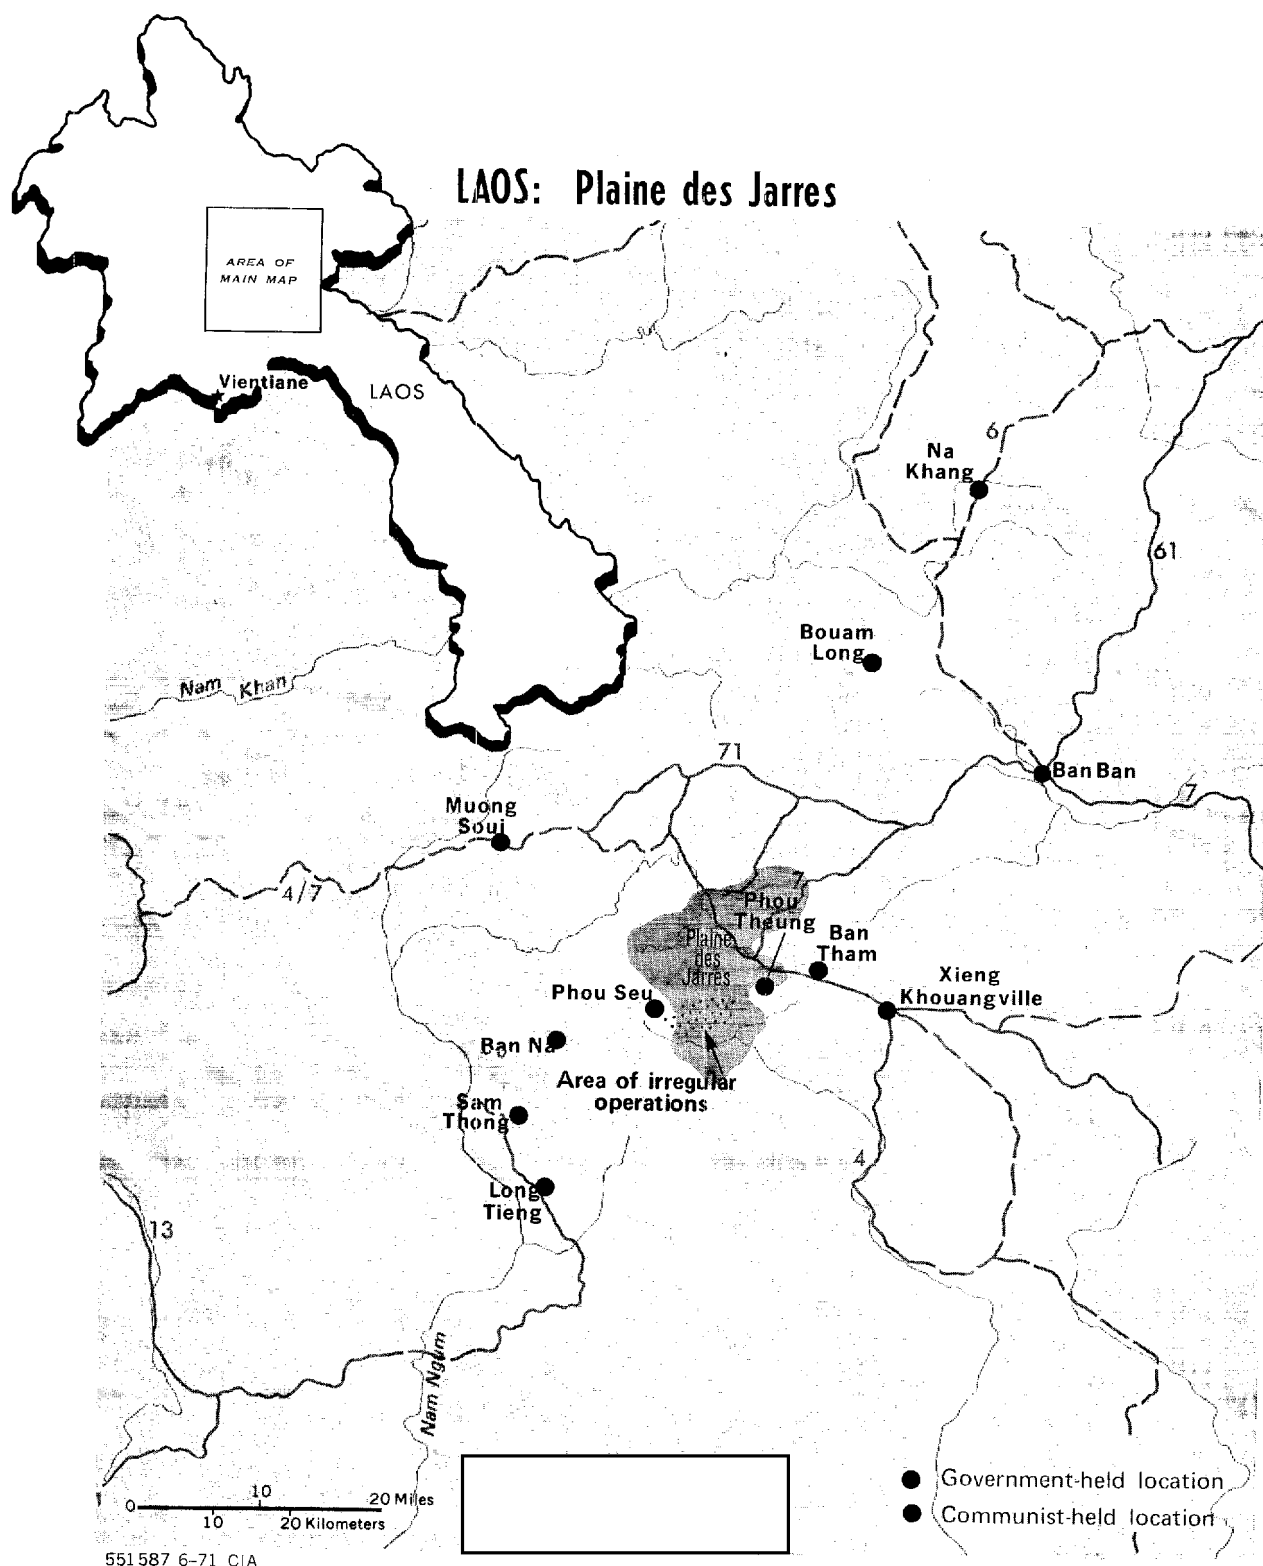 LAOS: Plaine des Jarres
AREA OF
MAIN MAP
Vientiane
LAOS
6
Na
Khang
61
Bouam
Long
Nam Khan
71
Ban Ban
7
Muong
Soui
4/7
7
Phou
Theung
Plaine
des
Jarres
Ban
Tham
Xieng
Khouangville
Phou Seu
Ban Na
Area of irregular
operations
Sam
Thong
4
Long
Tieng
13
Nam Ngum
Government-held location
Communist-held location
0 10 20 Miles
10 20 Kilometers
551587 6-71 CIA